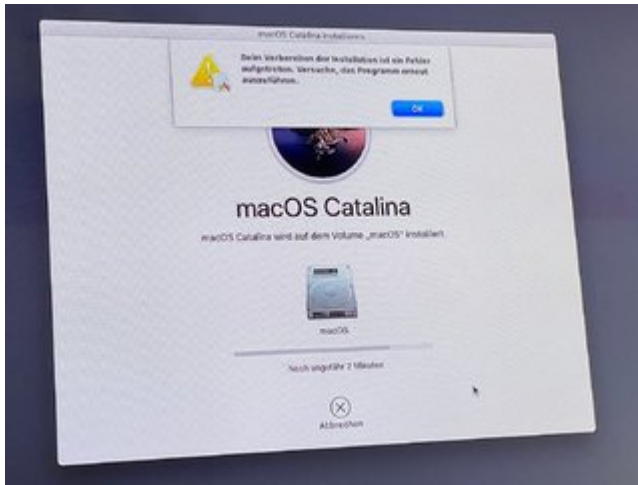 macOS Catalina installieren
Beim Vorbereiten der Installation ist ein Fehler
aufgetreten. Versuche, das Programm erneut
auszuführen.
OK
macOS Catalina
macOS Catalina wird auf dem Volume „macOS“ installiert.
macOS
Noch ungefähr 2 Minuten
Abbrechen